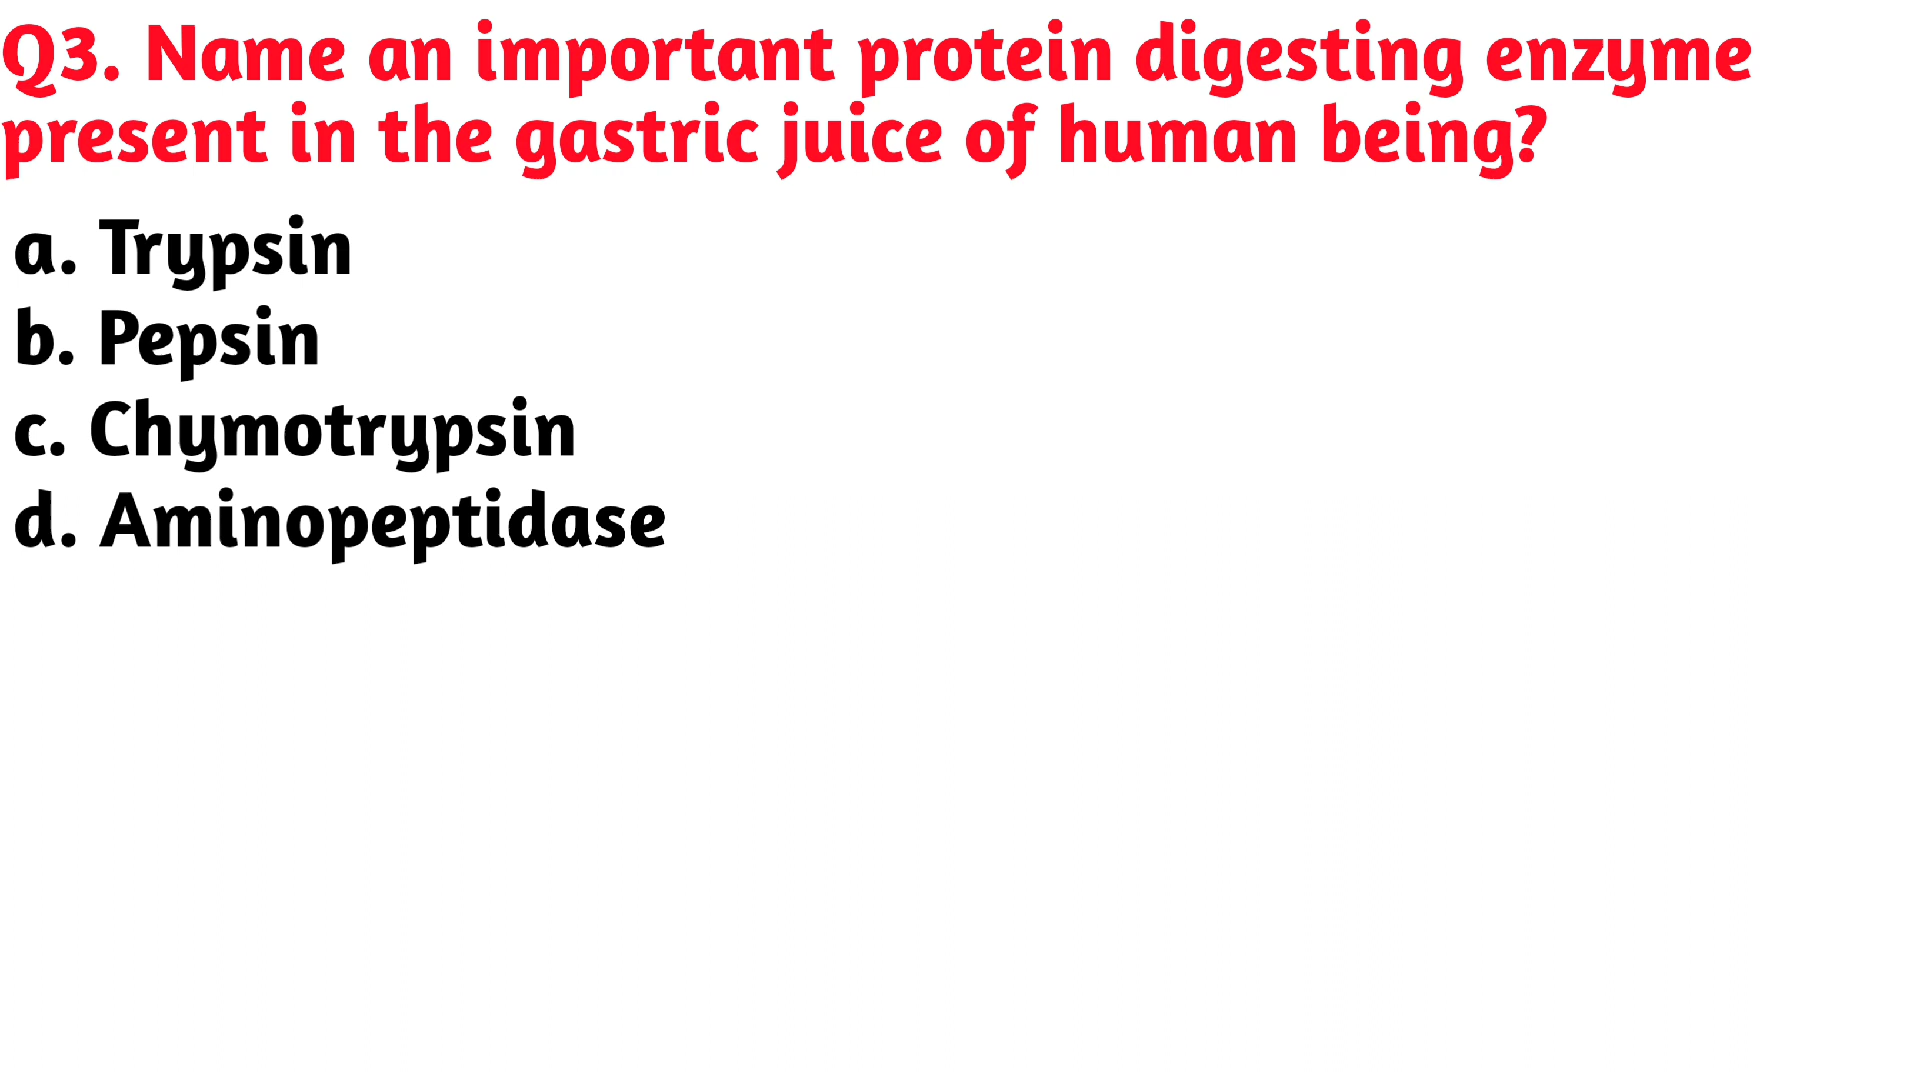 Q3. Name an important protein digesting enzyme
present in the gastric juice of human being?
a. Trypsin
b. Pepsin
c. Chymotrypsin
d. Aminopeptidase